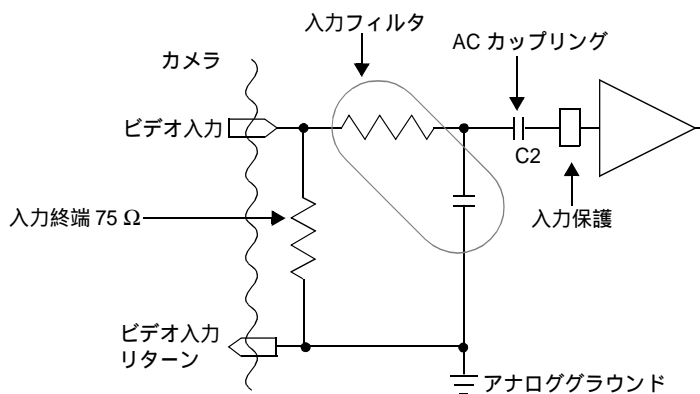 入力フィルタ
AC カップリング
カメラ
ビデオ入力
C2
入力終端 75 Ω
入力保護
ビデオ入力
リターン
アナロググラウンド